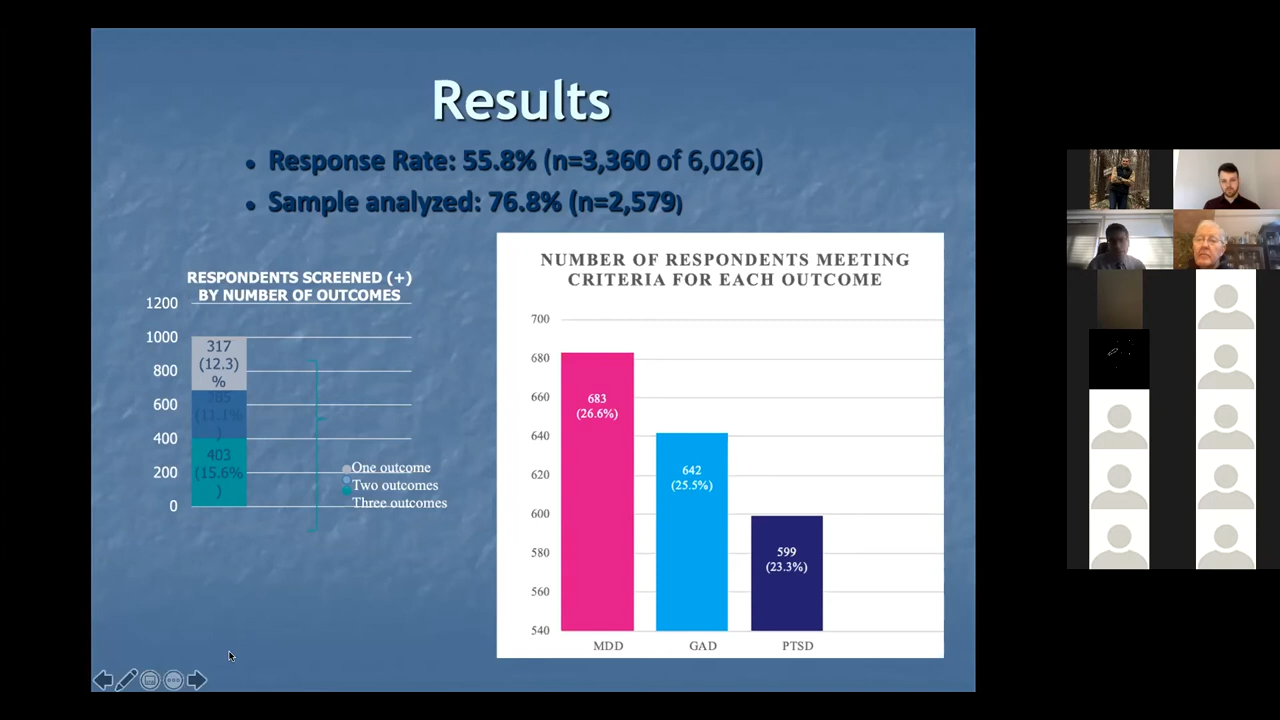 Results
• Response Rate: 55.8% (n=3,360 of 6,026)
• Sample analyzed: 76.8% (n=2,579)
RESPONDENTS SCREENED (+)
BY NUMBER OF OUTCOMES
1200
1000
800
600
400
200
0
317
(12.3)
%
285
(11.1%
)
403
(15.6%
)
One outcome
Two outcomes
Three outcomes
NUMBER OF RESPONDENTS MEETING
CRITERIA FOR EACH OUTCOME
700
680
660
640
620
600
580
560
540
683
(26.6%)
642
(25.5%)
599
(23.3%)
MDD
GAD
PTSD